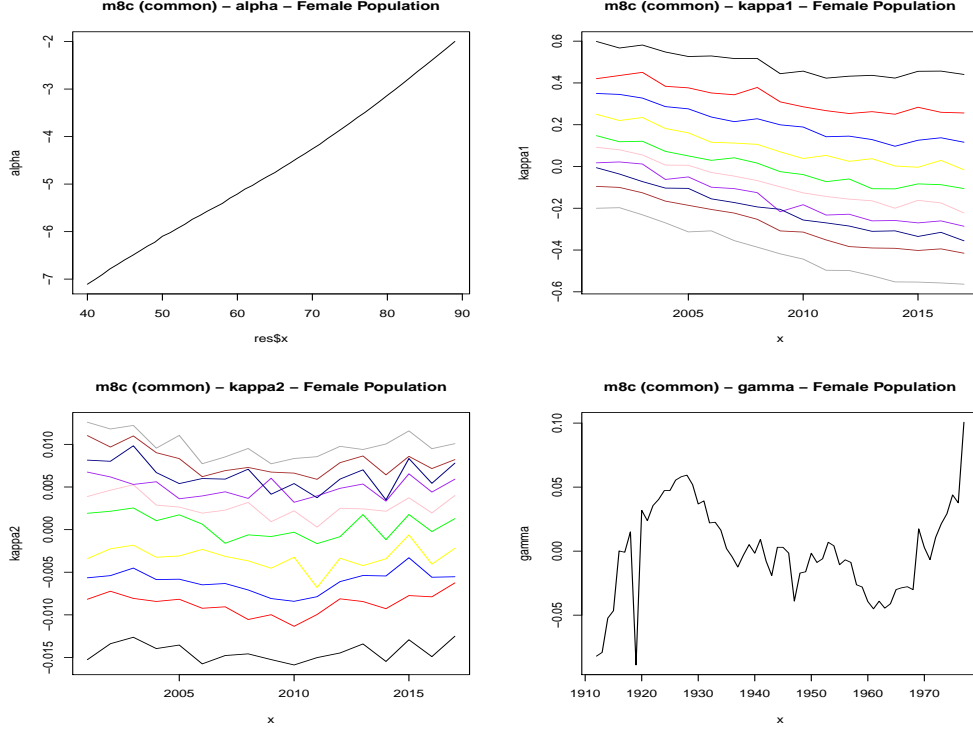 m8c (common) – alpha – Female Population
alpha
-2
-3
-4
-5
-6
-7
40 50 60 70 80 90
res$x
m8c (common) – kappa1 – Female Population
kappa1
0.6
0.4
0.2
0.0
-0.2
-0.4
-0.6
2005 2010 2015
x
m8c (common) – kappa2 – Female Population
kappa2
0.010
0.005
0.000
-0.005
-0.010
-0.015
2005 2010 2015
x
m8c (common) – gamma – Female Population
gamma
0.10
0.05
0.00
-0.05
1910 1920 1930 1940 1950 1960 1970
x